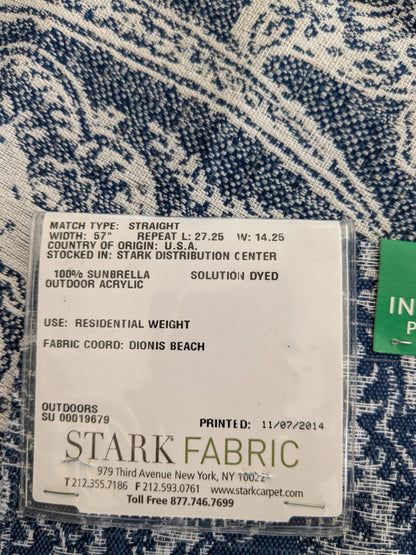 MATCH TYPE: STRAIGHT
WIDTH: 57" REPEAT L: 27.25 W: 14.25
COUNTRY OF ORIGIN: U.S.A.
STOCKED IN: STARK DISTRIBUTION CENTER
100% SUNBRELLA SOLUTION DYED
OUTDOOR ACRYLIC
USE: RESIDENTIAL WEIGHT
FABRIC COORD: DIONIS BEACH
OUTDOORS
SU 00019679 PRINTED: 11/07/2014
STARK® FABRIC
979 Third Avenue New York, NY 10022
T 212.355.7186 F 212.593.0761 www.starkcarpet.com
Toll Free 877.746.7699
IN
P